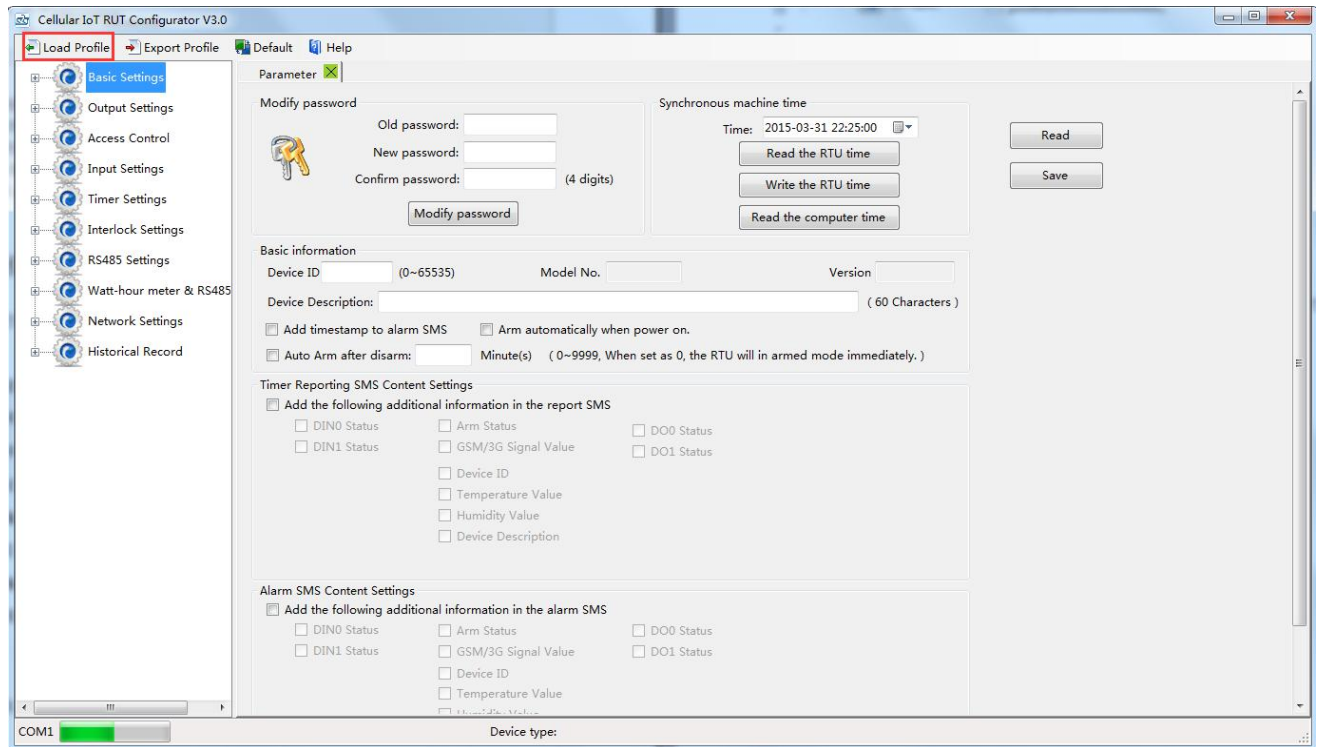 Cellular IoT RUT Configurator V3.0
Load Profile Export Profile Default Help
Basic Settings
Output Settings
Access Control
Input Settings
Timer Settings
Interlock Settings
RS485 Settings
Watt-hour meter & RS485
Network Settings
Historical Record
Parameter
Modify password
Old password:
New password:
Confirm password: (4 digits)
Modify password
Synchronous machine time
Time: 2015-03-31 22:25:00
Read the RTU time
Write the RTU time
Read the computer time
Read
Save
Basic information
Device ID (0~65535) Model No. Version
Device Description: ( 60 Characters )
Add timestamp to alarm SMS Arm automatically when power on.
Auto Arm after disarm: Minute(s) ( 0~9999, When set as 0, the RTU will in armed mode immediately. )
Timer Reporting SMS Content Settings
Add the following additional information in the report SMS
DIN0 Status Arm Status DO0 Status
DIN1 Status GSM/3G Signal Value DO1 Status
Device ID
Temperature Value
Humidity Value
Device Description
Alarm SMS Content Settings
Add the following additional information in the alarm SMS
DIN0 Status Arm Status DO0 Status
DIN1 Status GSM/3G Signal Value DO1 Status
Device ID
Temperature Value
Humidity Value
COM1 Device type: